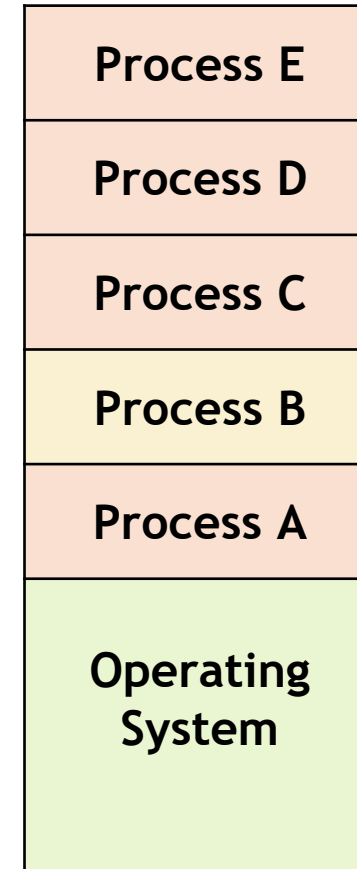 Process E
Process D
Process C
Process B
Process A
Operating
System